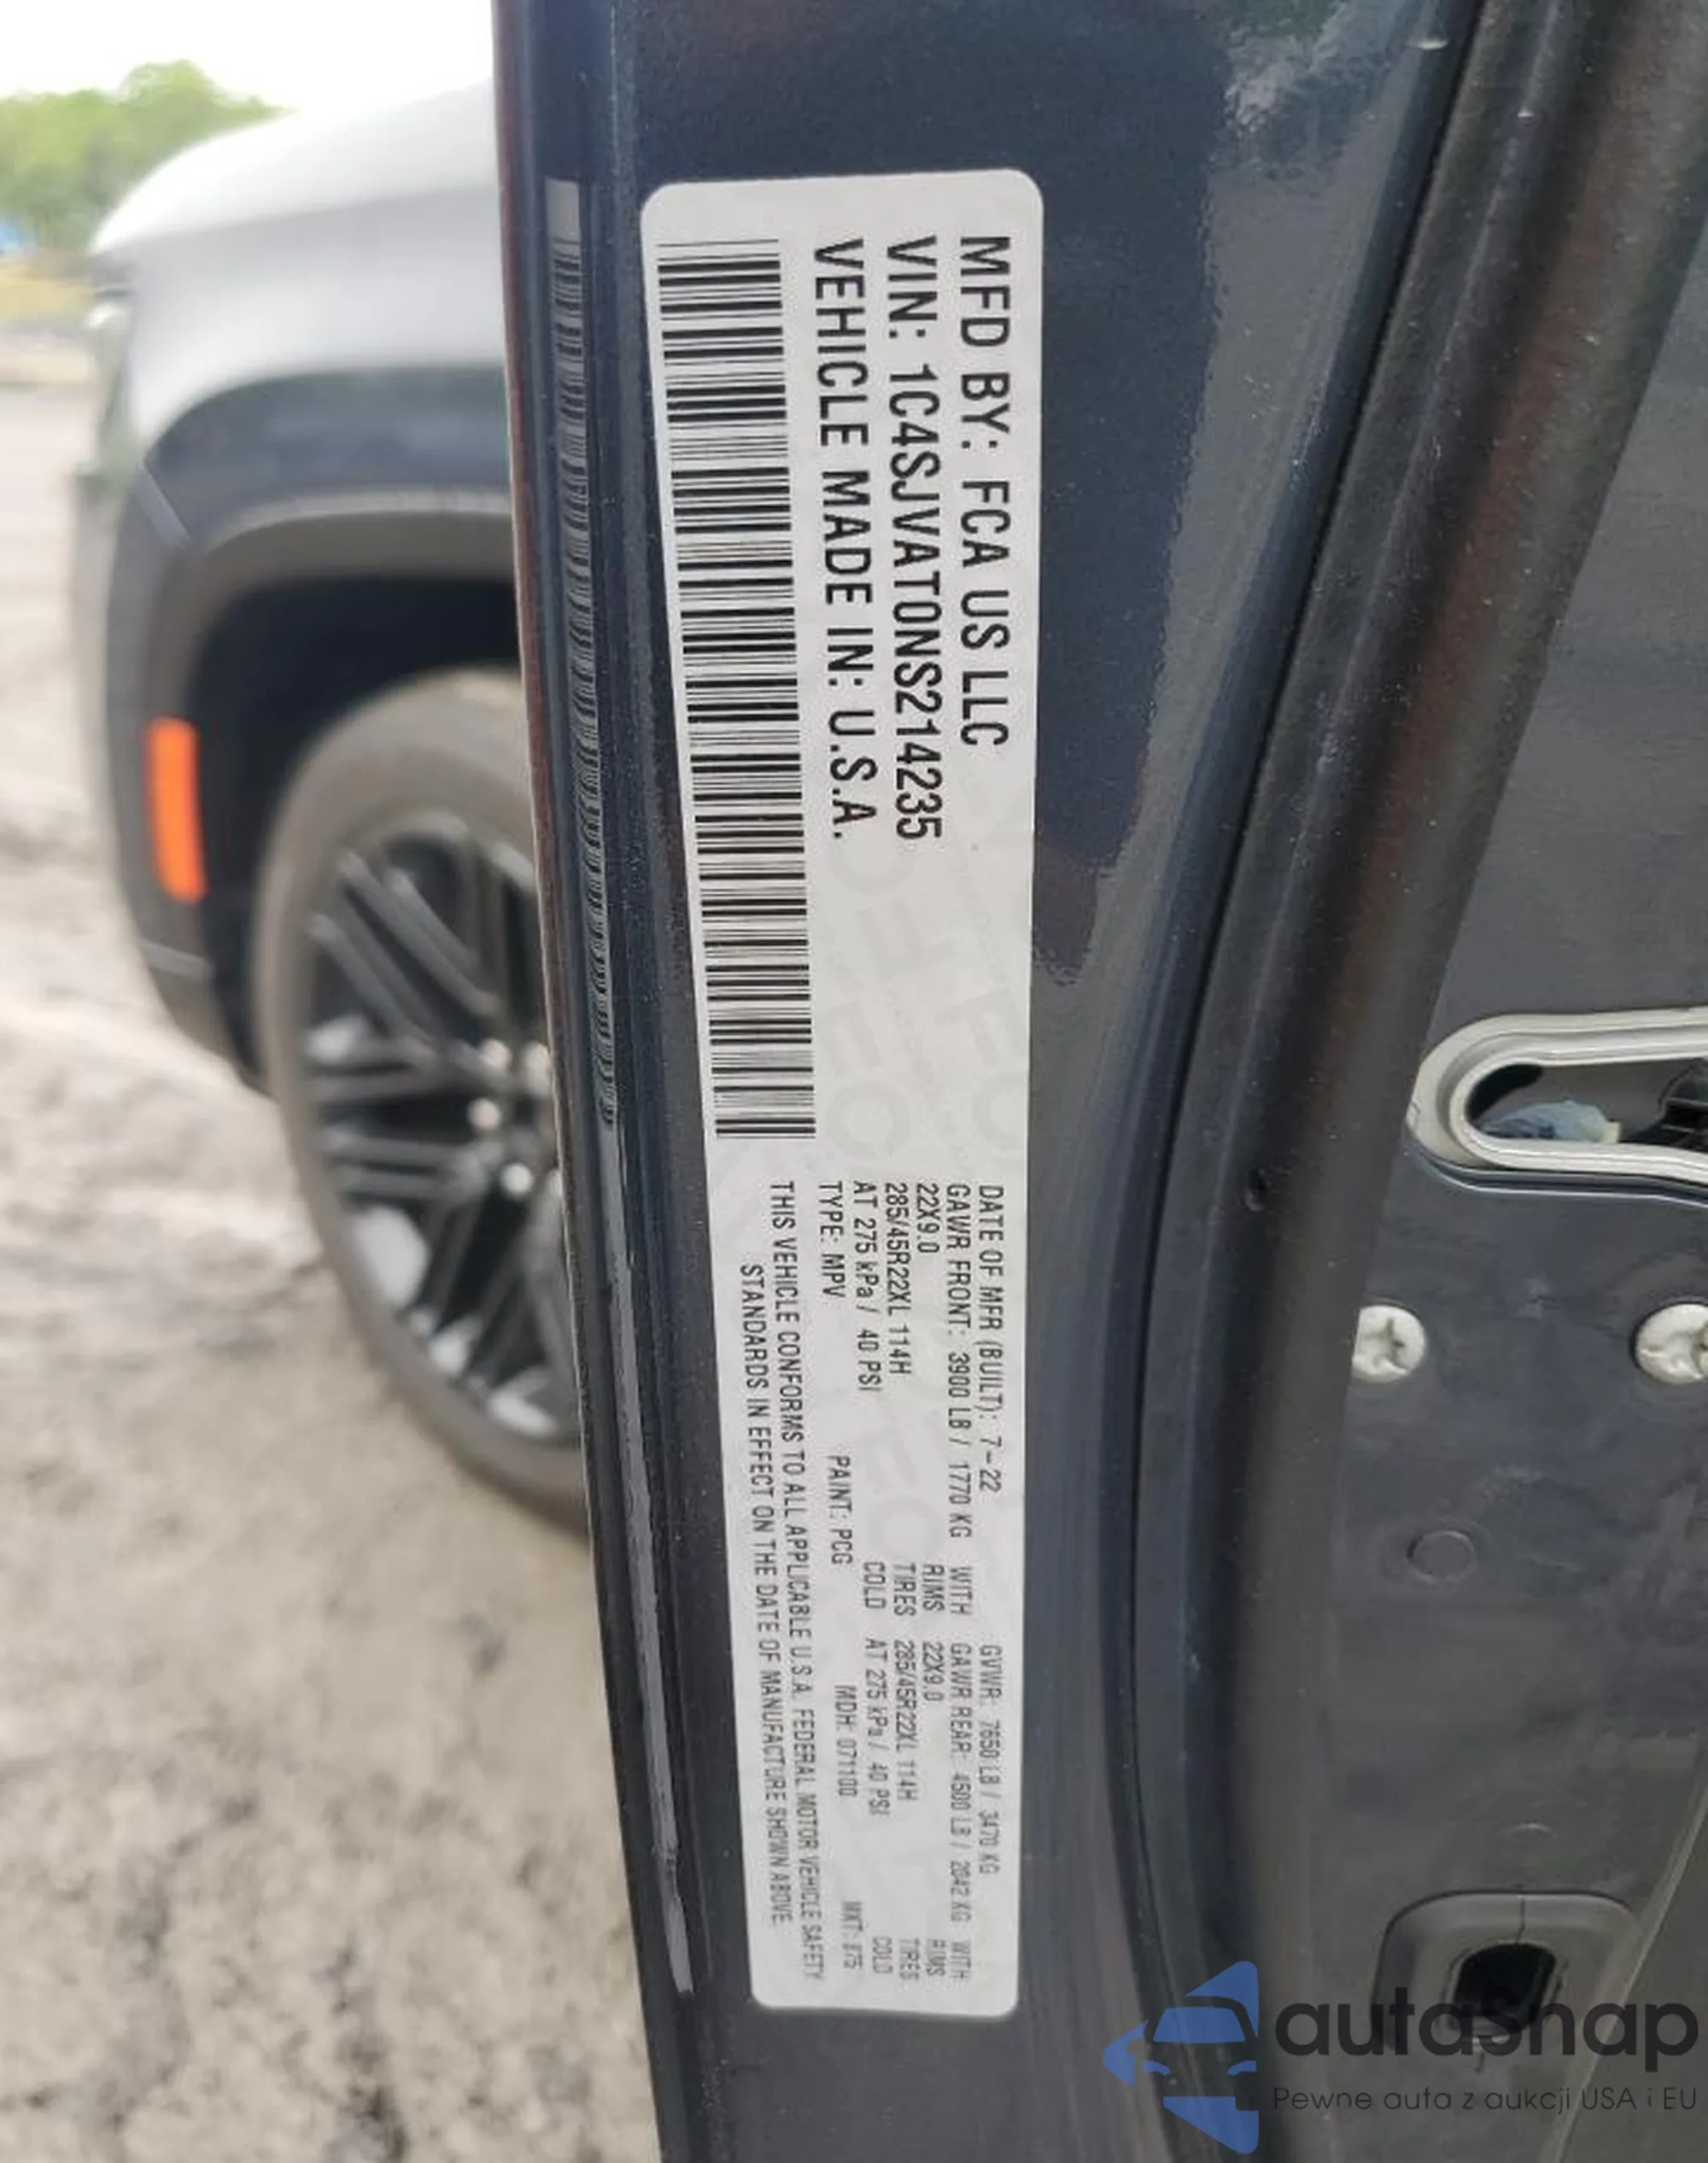 MFD BY: FCA US LLC
VIN: 1C4SJVAT0NS214235
VEHICLE MADE IN: U.S.A.
DATE OF MFR (BUILT): 7-22 GVWR: 7650 LB / 3470 KG
GAWR FRONT: 3900 LB / 1770 KG WITH GAWR REAR: 4500 LB / 2042 KG WITH
22X9.0 RIMS 22X9.0 RIMS
285/45R22XL 114H TIRES 285/45R22XL 114H TIRES
AT 275 kPa / 40 PSI COLD AT 275 kPa / 40 PSI COLD
TYPE: MPV PAINT: PCG MDH: 071100 MKT:
THIS VEHICLE CONFORMS TO ALL APPLICABLE U.S.A. FEDERAL MOTOR VEHICLE SAFETY
STANDARDS IN EFFECT ON THE DATE OF MANUFACTURE SHOWN ABOVE.
autaSnap
Pewne auta z aukcji USA i EU